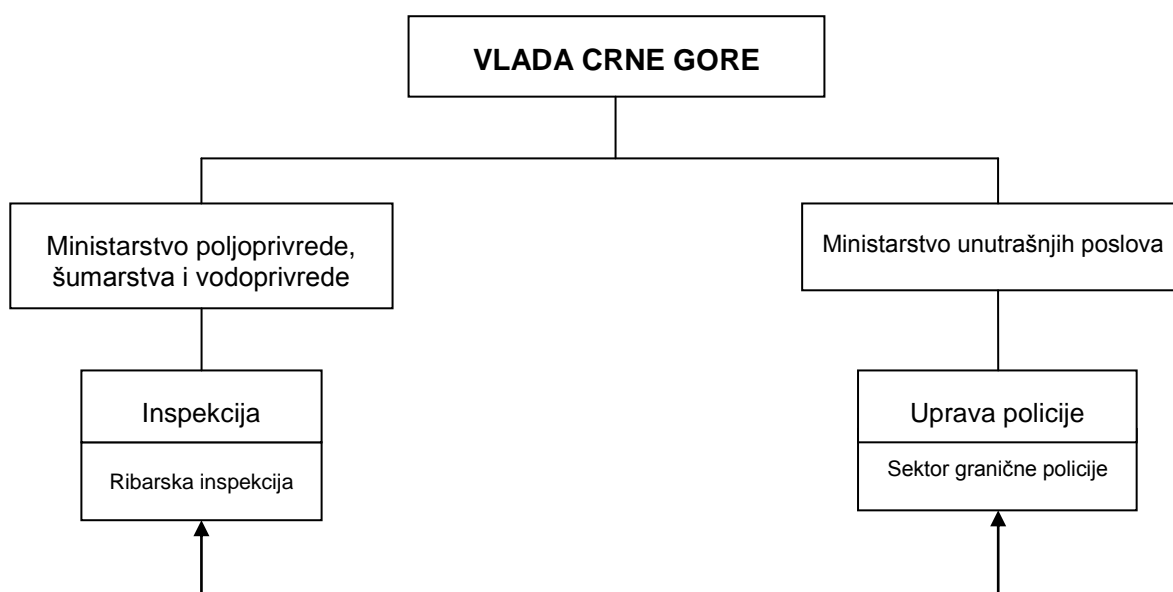 VLADA CRNE GORE
Ministarstvo poljoprivrede,
šumarstva i vodoprivrede
Ministarstvo unutrašnjih poslova
Inspekcija
Ribarska inspekcija
Uprava policije
Sektor granične policije